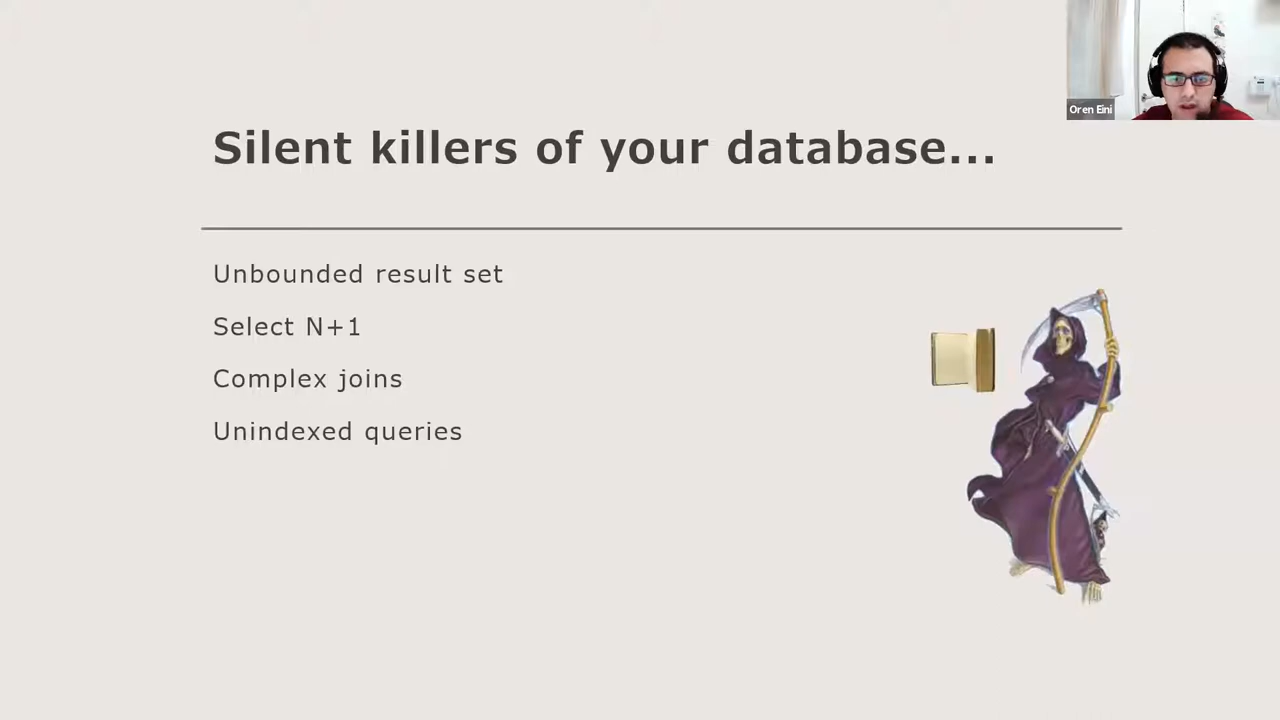 Oren Eini
Silent killers of your database...
Unbounded result set
Select N+1
Complex joins
Unindexed queries